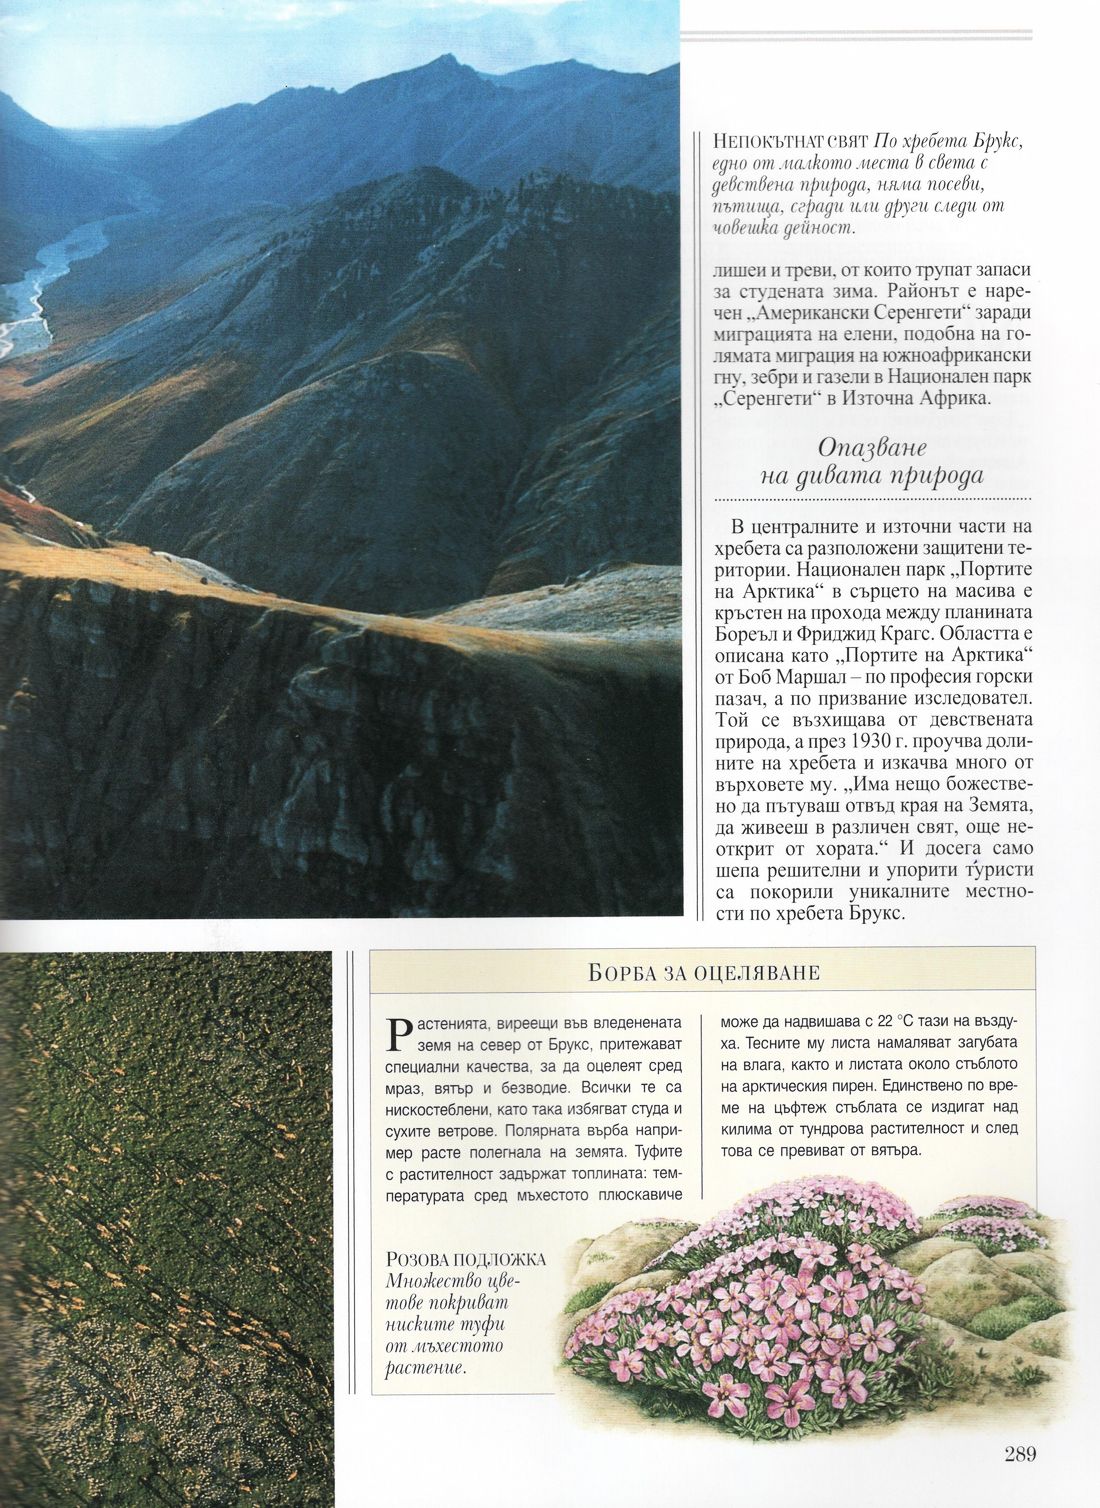 Непокътнат свят По хребета Брукс,
едно от малкото места в света с
девствена природа, няма посеви,
пътища, сгради или други следи от
човешка дейност.
лишеи и треви, от които трупат запаси
за студената зима. Районът е наре-
чен „Американски Серенгети“ заради
миграцията на елени, подобна на го-
лямата миграция на южноафрикански
гну, зебри и газели в Национален парк
„Серенгети“ в Източна Африка.
Опазване
на дивата природа
В централните и източни части на
хребета са разположени защитени те-
ритории. Национален парк „Портите
на Арктика“ в сърцето на масива е
кръстен на прохода между планината
Бореъл и Фриджид Крагс. Областта е
описана като „Портите на Арктика“
от Боб Маршал – по професия горски
пазач, а по призвание изследовател.
Той се възхищава от девствената
природа, а през 1930 г. проучва доли-
ните на хребета и изкачва много от
върховете му. „Има нещо божестве-
но да пътуваш отвъд края на Земята,
да живееш в различен свят, още не-
открит от хората.“ И досега само
шепа решителни и упорити туристи
са покорили уникалните местно-
сти по хребета Брукс.
Борба за оцеляване
Растенията, виреещи във вледенената
земя на север от Брукс, притежават
специални качества, за да оцелеят сред
мраз, вятър и безводие. Всички те са
нискостеблени, като така избягват студа и
сухите ветрове. Полярната върба напри-
мер расте полегнала на земята. Туфите
с растителност задържат топлината: тем-
пературата сред мъхестото плюскавиче
може да надвишава с 22 °C тази на възду-
ха. Тесните му листа намаляват загубата
на влага, както и листата около стъблото
на арктическия пирен. Единствено по вре-
ме на цъфтеж стъблата се издигат над
килима от тундрова растителност и след
това се превиват от вятъра.
Розова подложка
Множество цве-
тове покриват
ниските туфи
от мъхестото
растение.
289